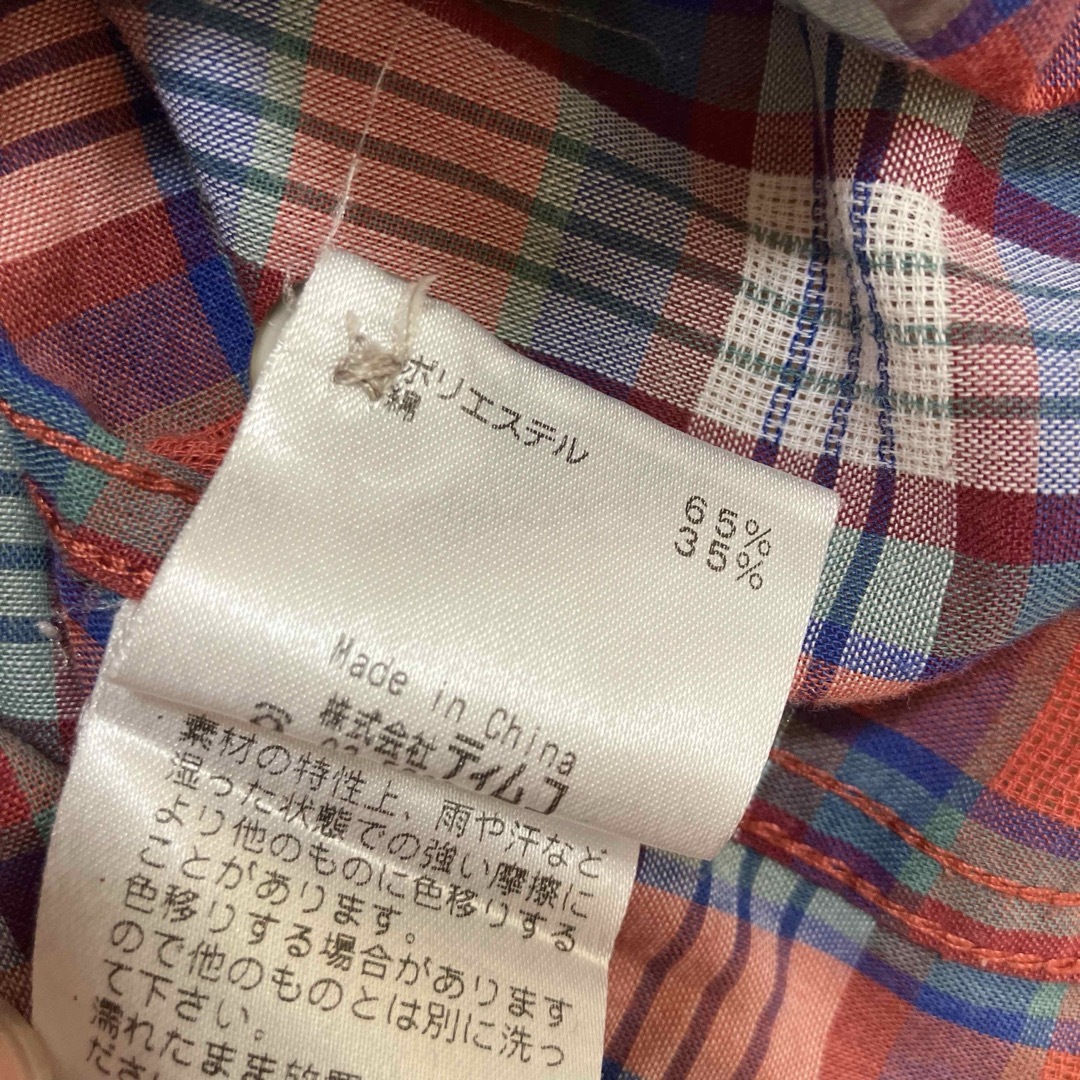 ポリエステル 65%
綿 35%
Made in China
株式会社ティムコ
素材の特性上、雨や汗など
湿った状態での強い摩擦に
より他のものに色移りする
ことがあります。
色移りする場合があります
ので他のものとは別に洗っ
て下さい。
濡れたまま放置